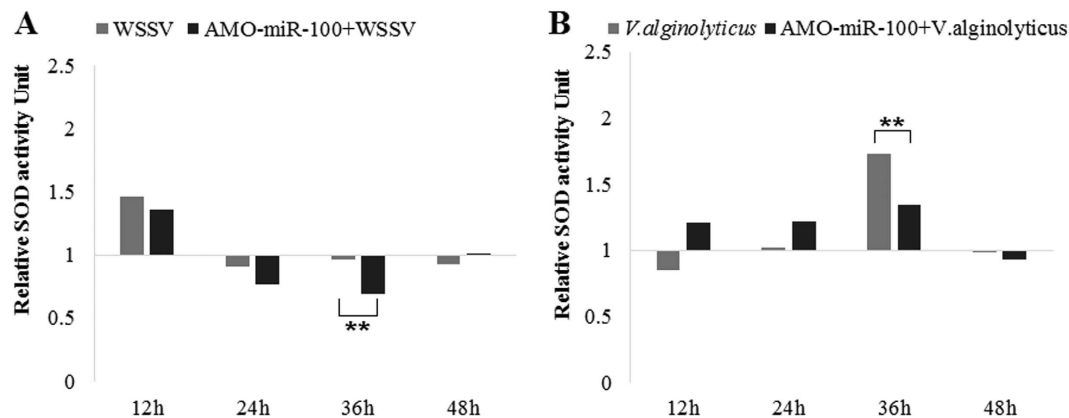 A
WSSV AMO-miR-100+WSSV
Relative SOD activity Unit
2.5
2
1.5
1
0.5
0
**
12h 24h 36h 48h
B
V.alginolyticus AMO-miR-100+V.alginolyticus
Relative SOD activity Unit
2.5
2
1.5
1
0.5
0
**
12h 24h 36h 48h